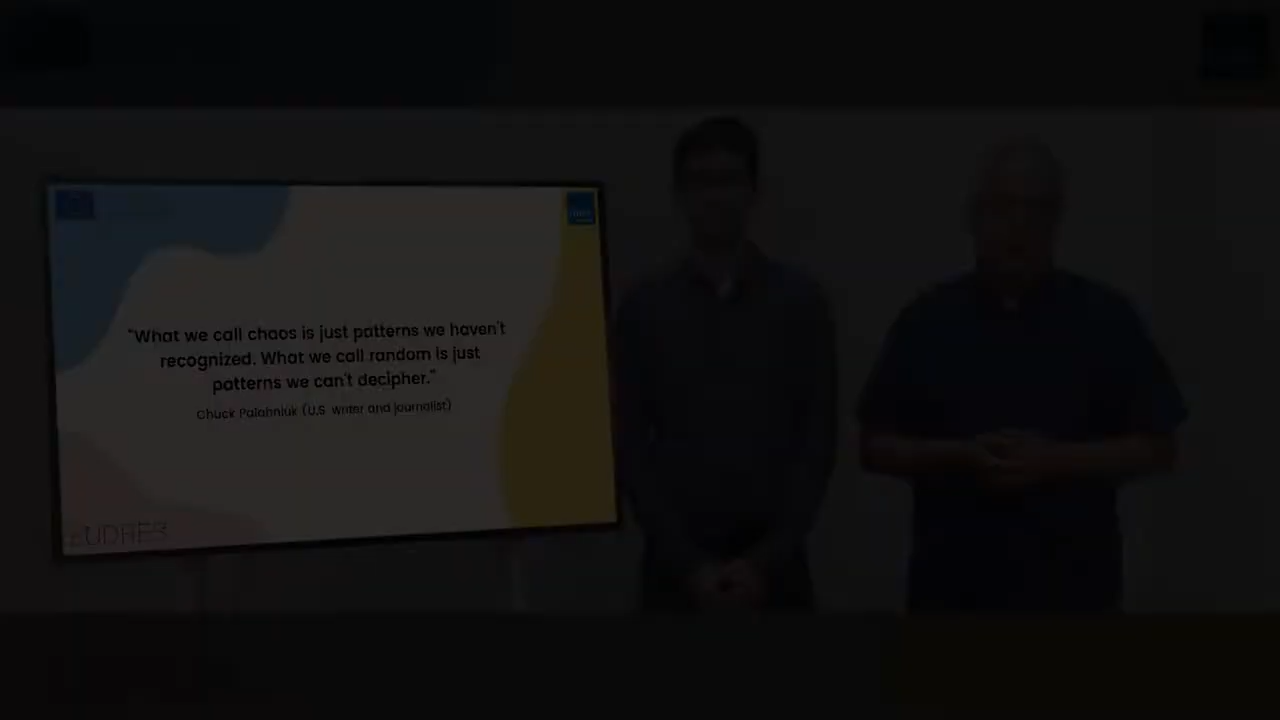 "What we call chaos is just patterns we haven't
recognized. What we call random is just
patterns we can't decipher."
Chuck Palahniuk (U.S. writer and journalist)
EUDRES